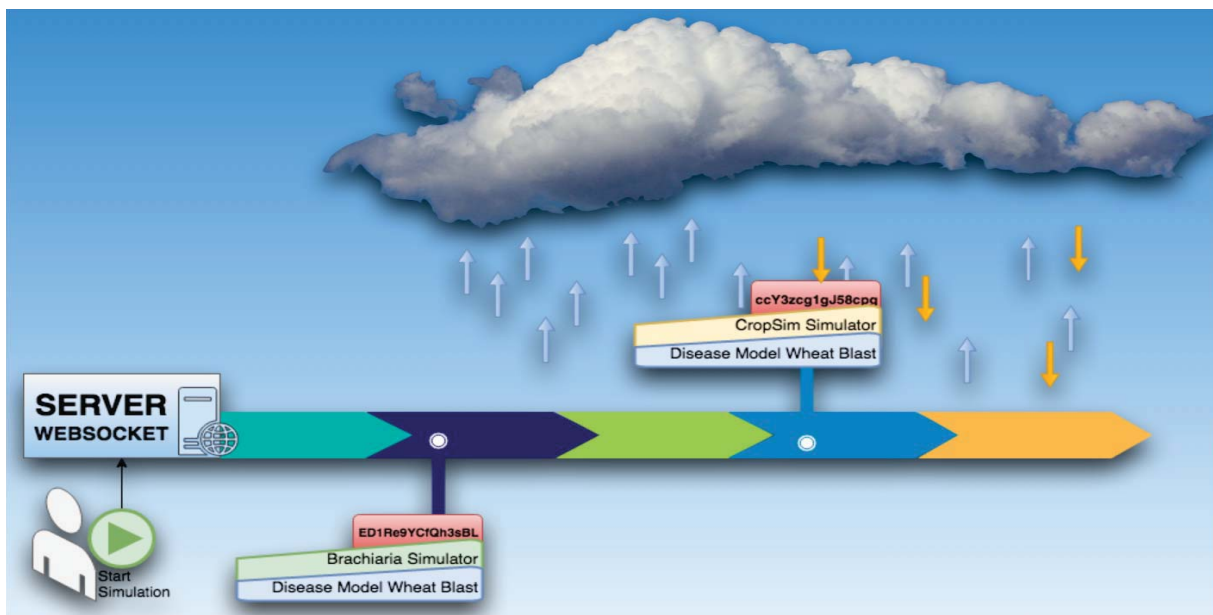 ccY3zcg1gJ58cpq
CropSim Simulator
Disease Model Wheat Blast
SERVER
WEBSOCKET
Start
Simulation
ED1Re9YCfQh3sBL
Brachiaria Simulator
Disease Model Wheat Blast